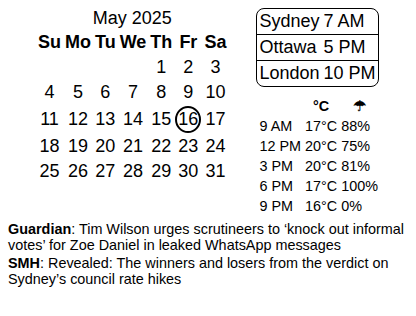 May 2025
Su Mo Tu We Th Fr Sa
1 2 3
4 5 6 7 8 9 10
11 12 13 14 15 16 17
18 19 20 21 22 23 24
25 26 27 28 29 30 31
Sydney 7 AM
Ottawa 5 PM
London 10 PM
°C ☂
9 AM 17°C 88%
12 PM 20°C 75%
3 PM 20°C 81%
6 PM 17°C 100%
9 PM 16°C 0%
Guardian: Tim Wilson urges scrutineers to ‘knock out informal
votes’ for Zoe Daniel in leaked WhatsApp messages
SMH: Revealed: The winners and losers from the verdict on
Sydney’s council rate hikes